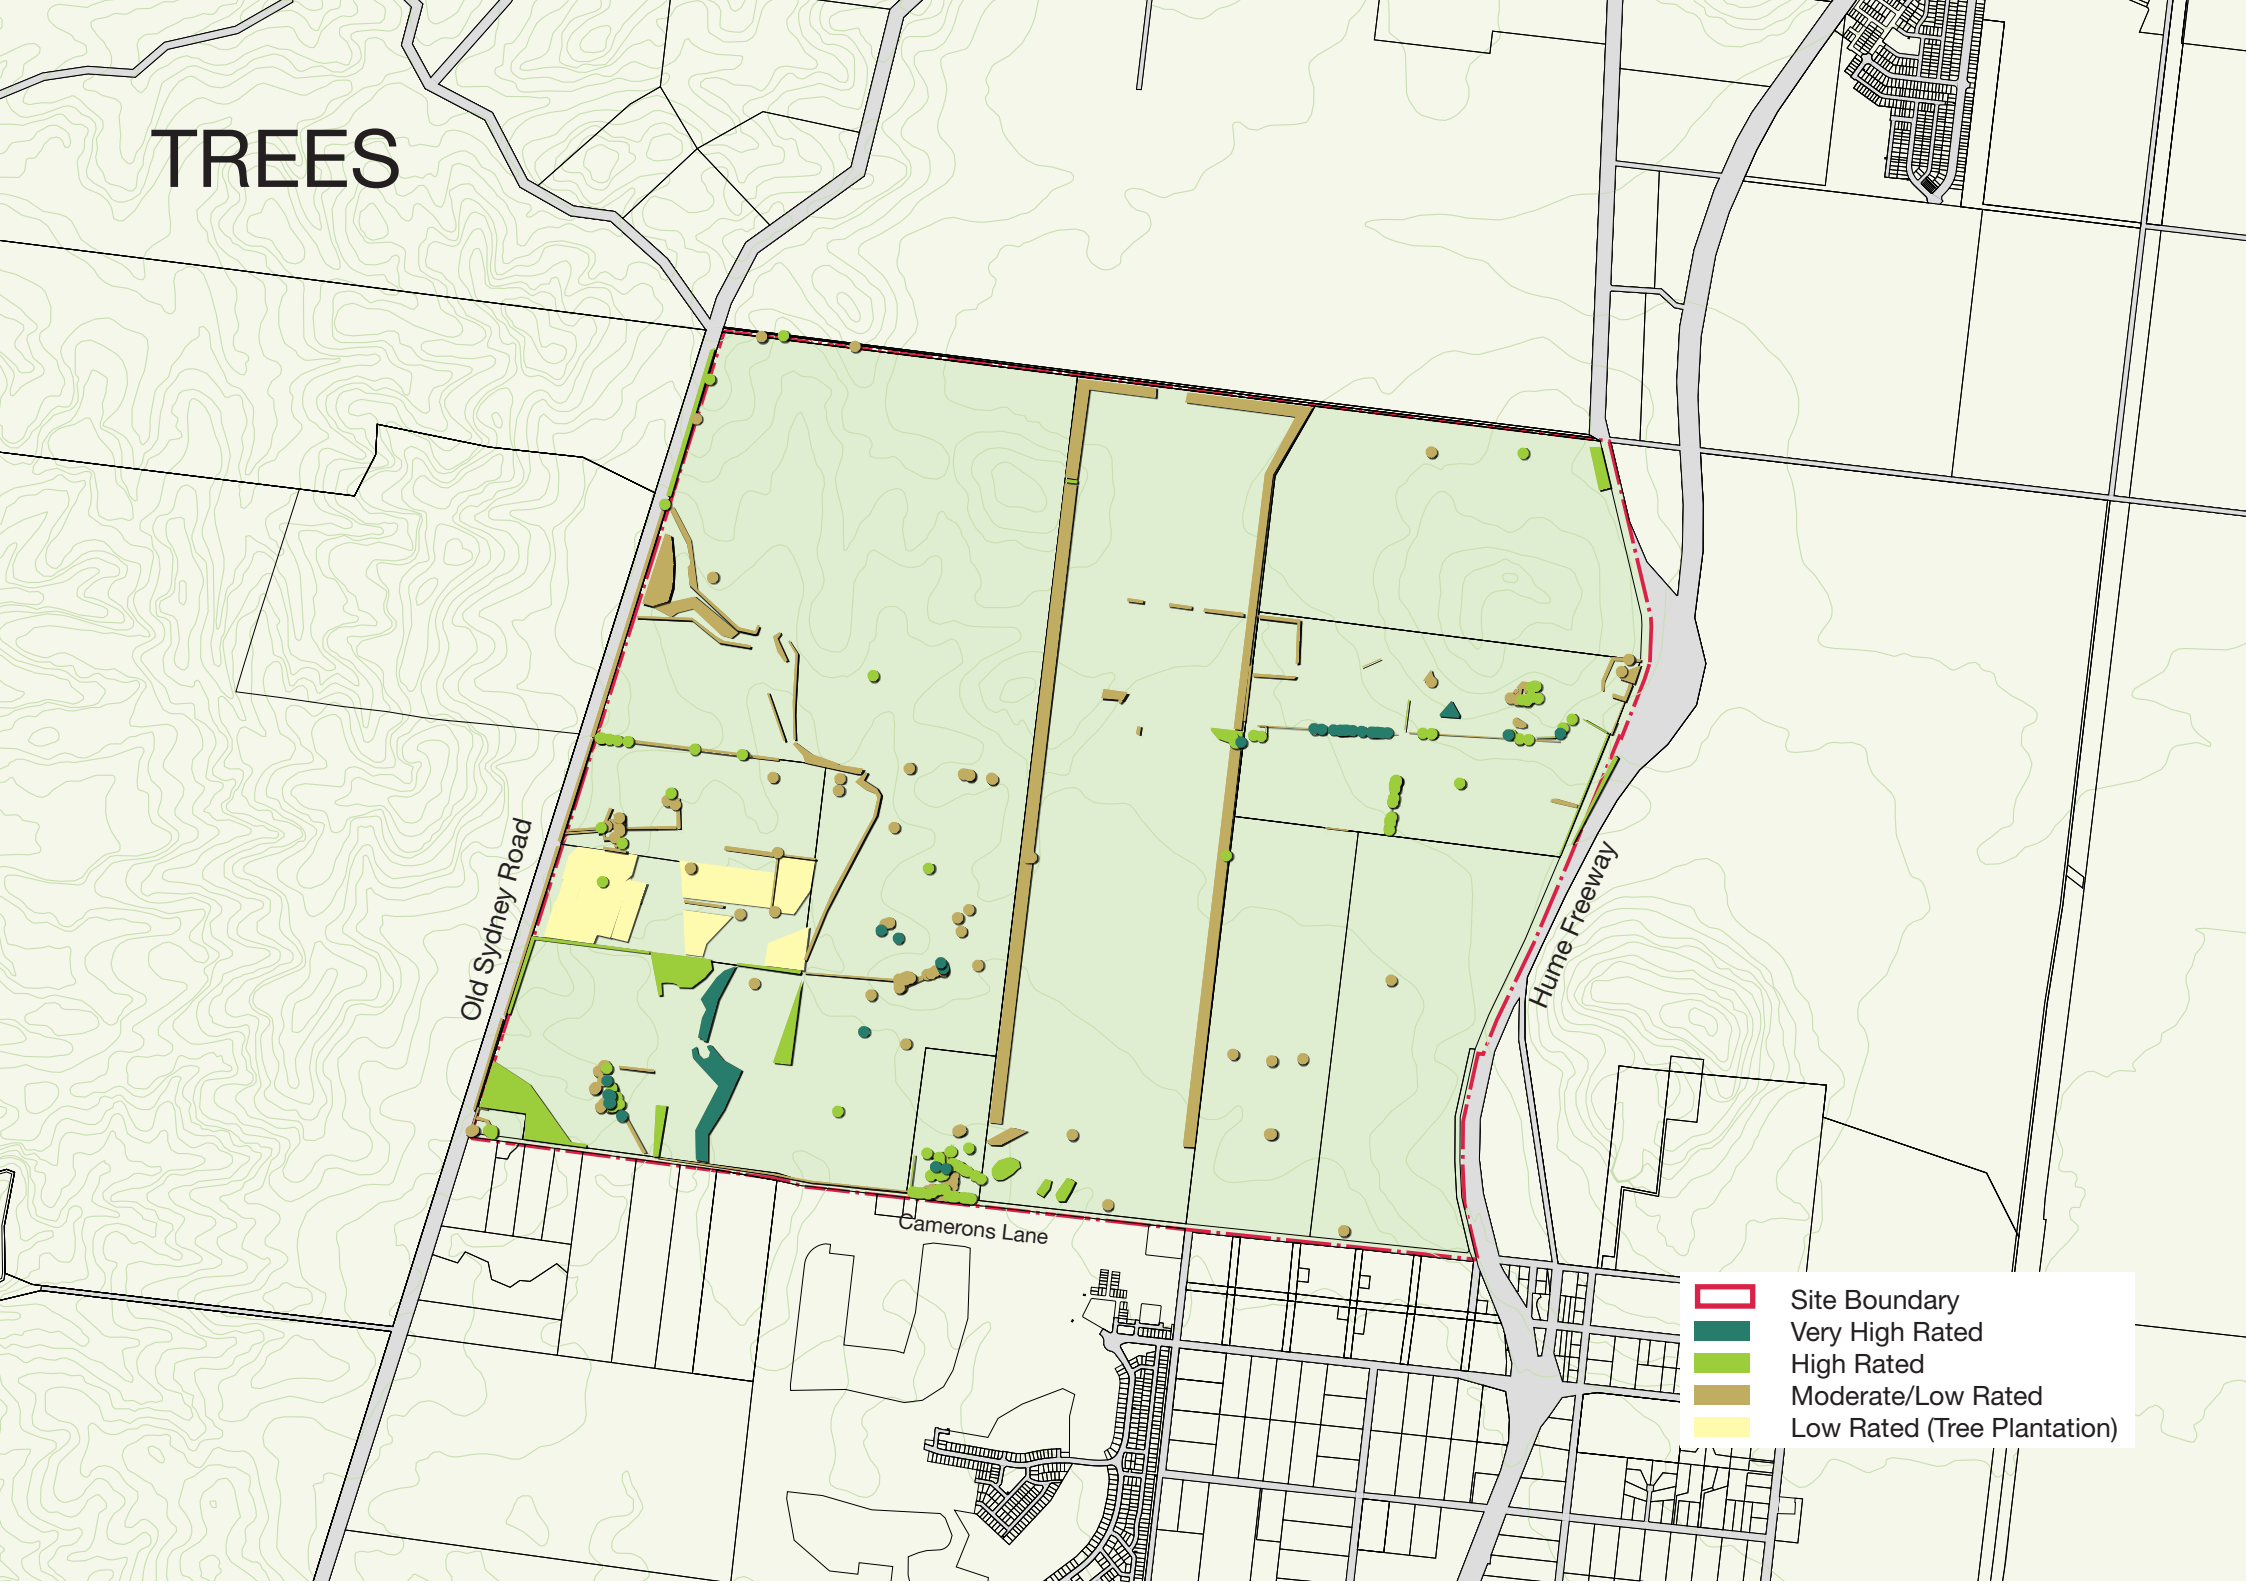 TREES
Old Sydney Road
Hume Freeway
Camerons Lane
Site Boundary
Very High Rated
High Rated
Moderate/Low Rated
Low Rated (Tree Plantation)